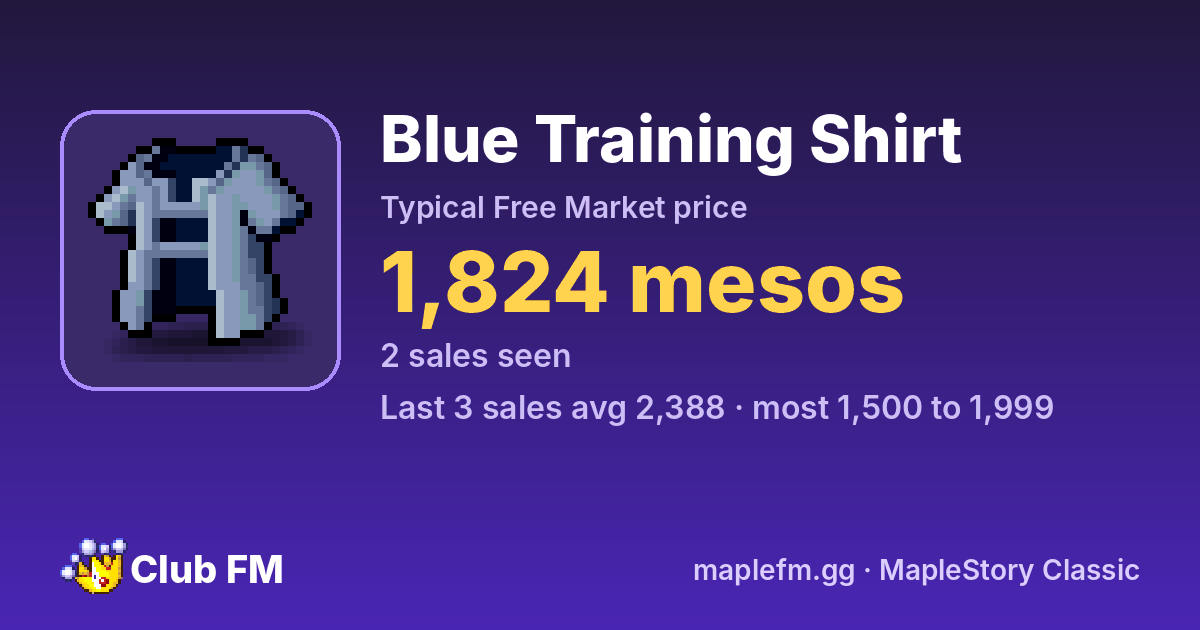 Blue Training Shirt
Typical Free Market price
1,824 mesos
2 sales seen
Last 3 sales avg 2,388 · most 1,500 to 1,999
Club FM
maplefm.gg · MapleStory Classic